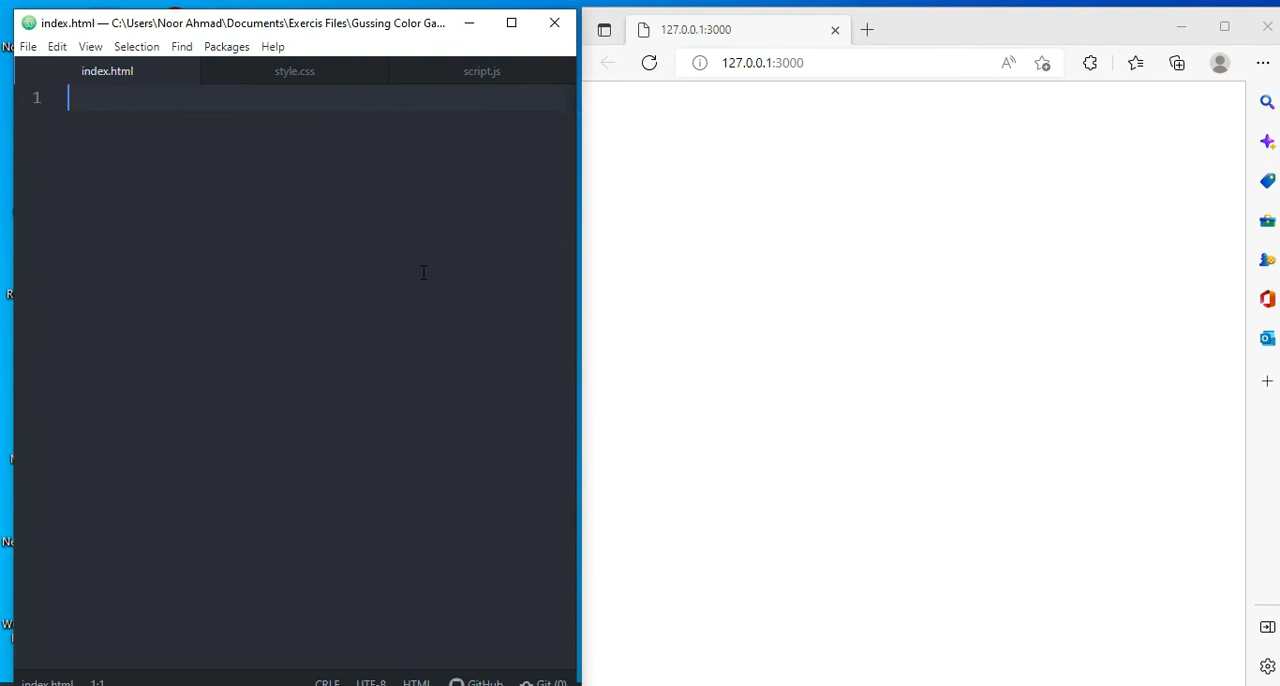 index.html — C:\Users\Noor Ahmad\Documents\Exercis Files\Gussing Color Ga...
File Edit View Selection Find Packages Help
index.html style.css script.js
1
index.html 1:1 CRLF UTF-8 HTML GitHub Git (0)
127.0.0.1:3000
127.0.0.1:3000